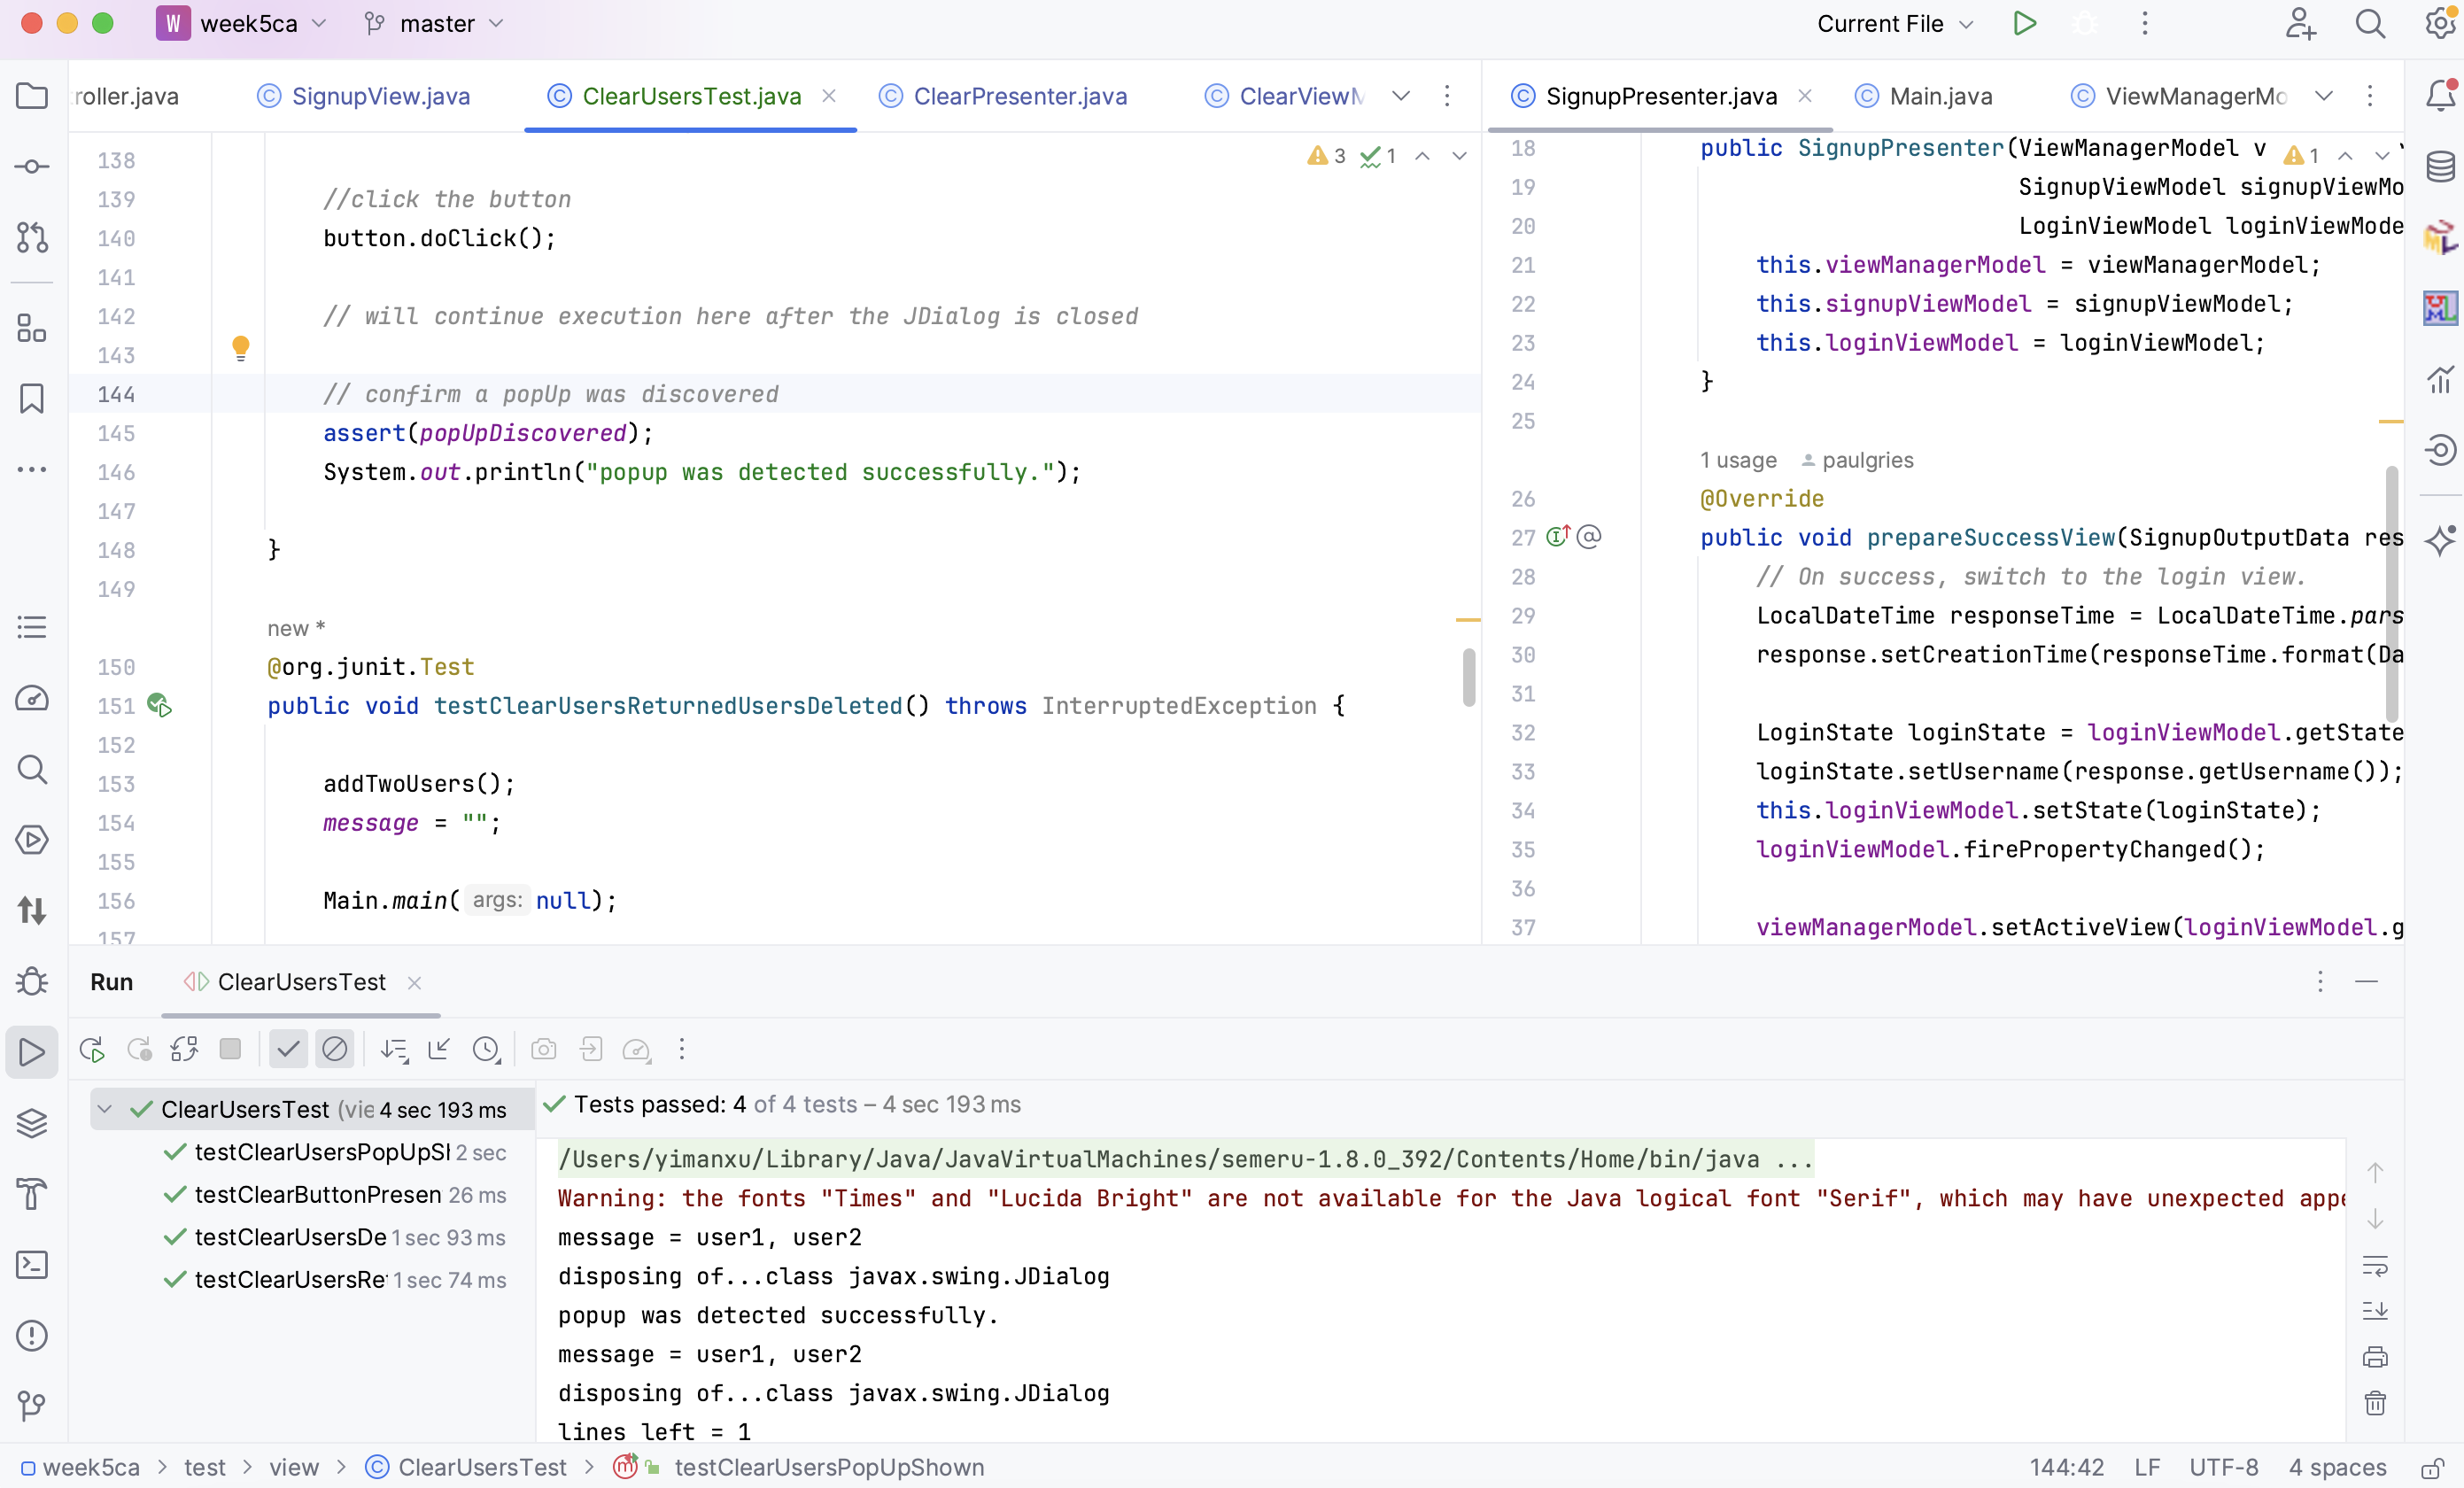 W week5ca master Current File
roller.java SignupView.java ClearUsersTest.java ClearPresenter.java ClearViewM
138
139 //click the button
140 button.doClick();
141
142 // will continue execution here after the JDialog is closed
143
144 // confirm a popUp was discovered
145 assert(popUpDiscovered);
146 System.out.println("popup was detected successfully.");
147
148 }
149
new *
150 @org.junit.Test
151 public void testClearUsersReturnedUsersDeleted() throws InterruptedException {
152
153 addTwoUsers();
154 message = "";
155
156 Main.main( args: null);
157
3 1
SignupPresenter.java Main.java ViewManagerMo
18 public SignupPresenter(ViewManagerModel v
1
19 SignupViewModel signupViewMo
20 LoginViewModel loginViewMode
21 this.viewManagerModel = viewManagerModel;
22 this.signupViewModel = signupViewModel;
23 this.loginViewModel = loginViewModel;
24 }
25
1 usage paulgries
26 @Override
27 public void prepareSuccessView(SignupOutputData res
28 // On success, switch to the login view.
29 LocalDateTime responseTime = LocalDateTime.pars
30 response.setCreationTime(responseTime.format(Da
31
32 LoginState loginState = loginViewModel.getState
33 loginState.setUsername(response.getUsername());
34 this.loginViewModel.setState(loginState);
35 loginViewModel.firePropertyChanged();
36
37 viewManagerModel.setActiveView(loginViewModel.g
Run ClearUsersTest
ClearUsersTest (vie 4 sec 193 ms
testClearUsersPopUpSh 2 sec
testClearButtonPresen 26 ms
testClearUsersDe 1 sec 93 ms
testClearUsersRet 1 sec 74 ms
Tests passed: 4 of 4 tests – 4 sec 193 ms
/Users/yimanxu/Library/Java/JavaVirtualMachines/semeru-1.8.0_392/Contents/Home/bin/java ...
Warning: the fonts "Times" and "Lucida Bright" are not available for the Java logical font "Serif", which may have unexpected appe
message = user1, user2
disposing of...class javax.swing.JDialog
popup was detected successfully.
message = user1, user2
disposing of...class javax.swing.JDialog
lines left = 1
week5ca > test > view > ClearUsersTest > testClearUsersPopUpShown 144:42 LF UTF-8 4 spaces